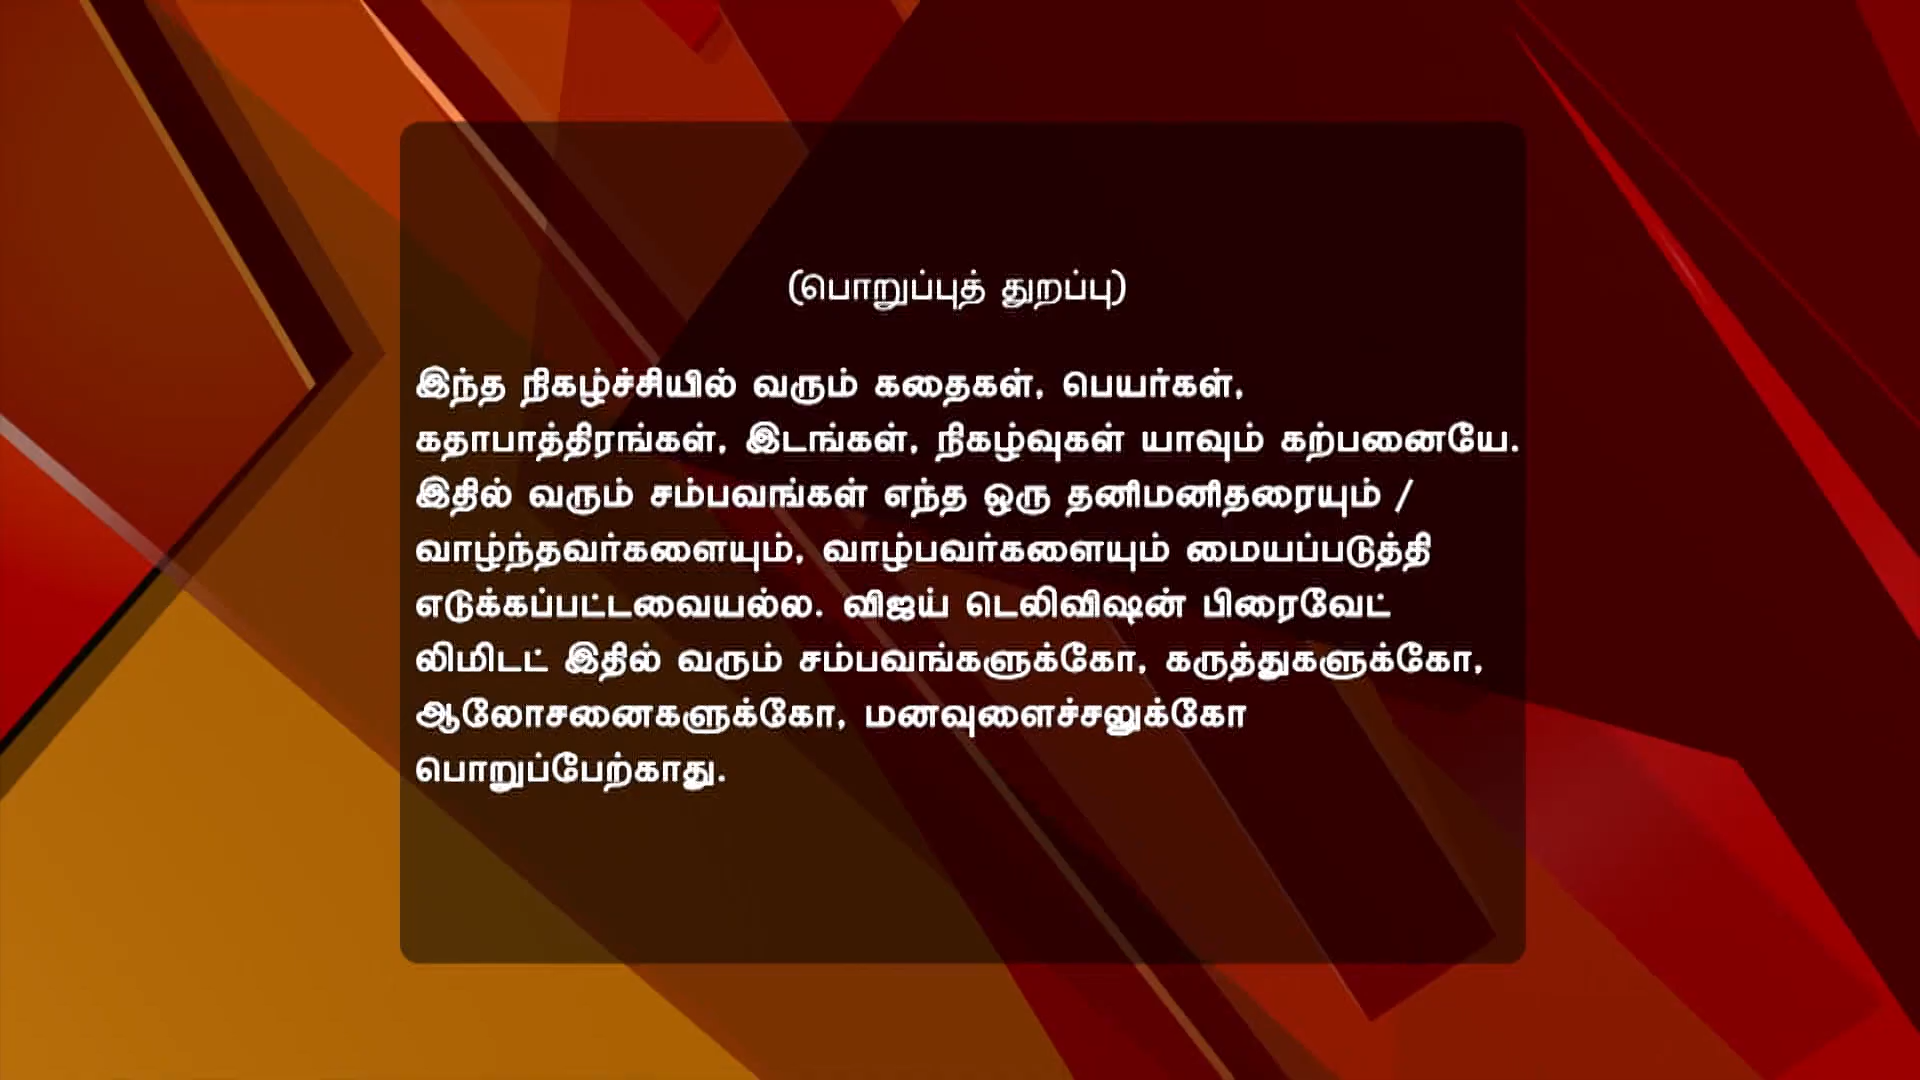 (பொறுப்புத் துறப்பு)
இந்த நிகழ்ச்சியில் வரும் கதைகள், பெயர்கள்,
கதாபாத்திரங்கள், இடங்கள், நிகழ்வுகள் யாவும் கற்பனையே.
இதில் வரும் சம்பவங்கள் எந்த ஒரு தனிமனிதரையும் /
வாழ்ந்தவர்களையும், வாழ்பவர்களையும் மையப்படுத்தி
எடுக்கப்பட்டவையல்ல. விஜய் டெலிவிஷன் பிரைவேட்
லிமிடட் இதில் வரும் சம்பவங்களுக்கோ, கருத்துகளுக்கோ,
ஆலோசனைகளுக்கோ, மனவுளைச்சலுக்கோ
பொறுப்பேற்காது.